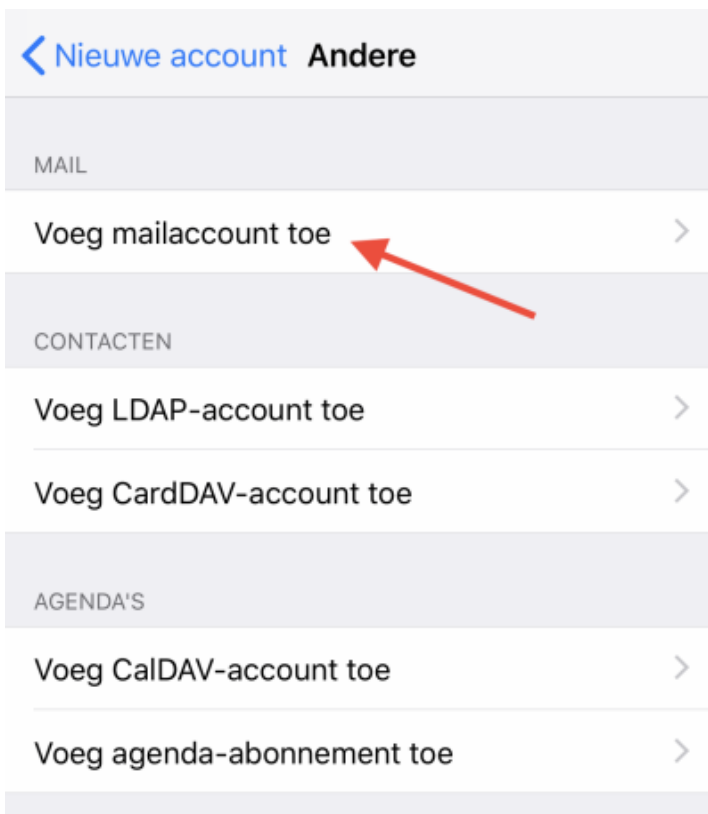 Nieuwe account Andere
MAIL
Voeg mailaccount toe
CONTACTEN
Voeg LDAP-account toe
Voeg CardDAV-account toe
AGENDA'S
Voeg CalDAV-account toe
Voeg agenda-abonnement toe